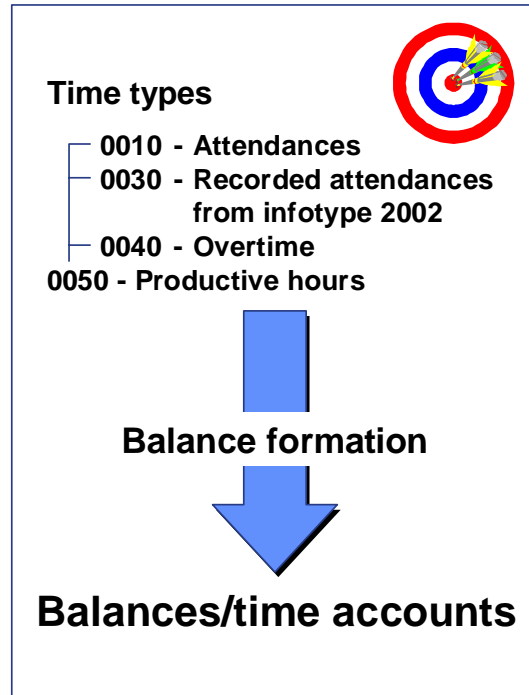 Time types
0010 - Attendances
0030 - Recorded attendances
from infotype 2002
0040 - Overtime
0050 - Productive hours
Balance formation
Balances/time accounts